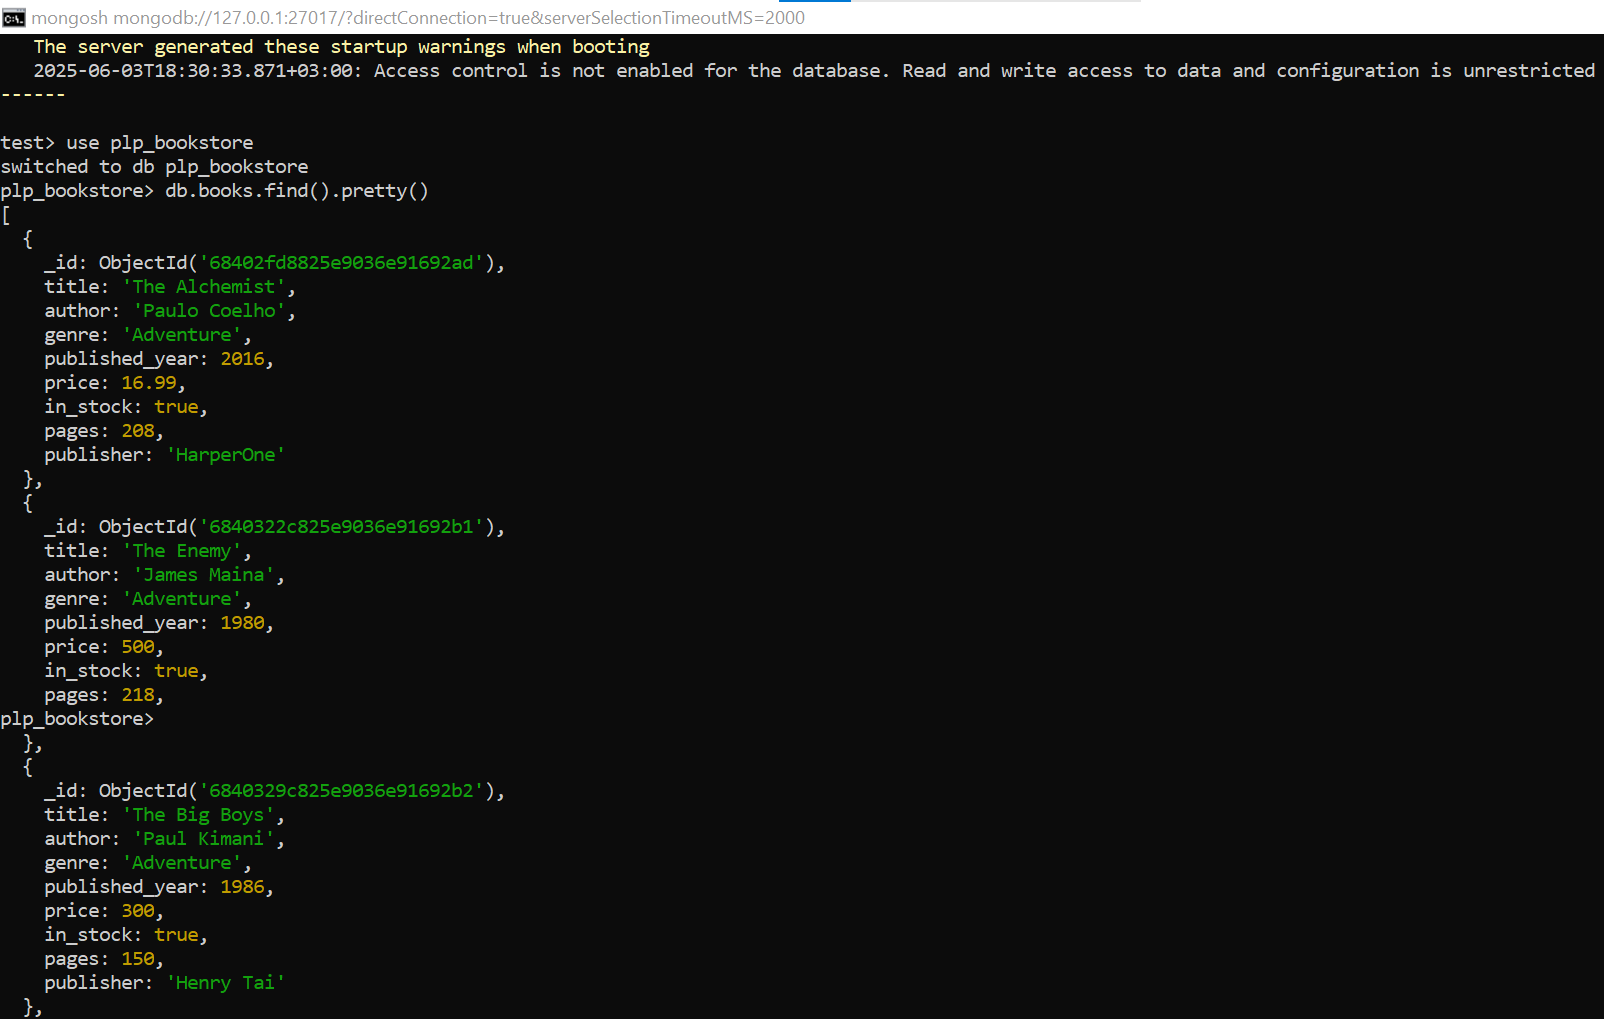 mongosh mongodb://127.0.0.1:27017/?directConnection=true&serverSelectionTimeoutMS=2000
The server generated these startup warnings when booting
2025-06-03T18:30:33.871+03:00: Access control is not enabled for the database. Read and write access to data and configuration is unrestricted
------
test> use plp_bookstore
switched to db plp_bookstore
plp_bookstore> db.books.find().pretty()
[
  {
    _id: ObjectId('68402fd8825e9036e91692ad'),
    title: 'The Alchemist',
    author: 'Paulo Coelho',
    genre: 'Adventure',
    published_year: 2016,
    price: 16.99,
    in_stock: true,
    pages: 208,
    publisher: 'HarperOne'
  },
  {
    _id: ObjectId('6840322c825e9036e91692b1'),
    title: 'The Enemy',
    author: 'James Maina',
    genre: 'Adventure',
    published_year: 1980,
    price: 500,
    in_stock: true,
    pages: 218,
plp_bookstore>
  },
  {
    _id: ObjectId('6840329c825e9036e91692b2'),
    title: 'The Big Boys',
    author: 'Paul Kimani',
    genre: 'Adventure',
    published_year: 1986,
    price: 300,
    in_stock: true,
    pages: 150,
    publisher: 'Henry Tai'
  },